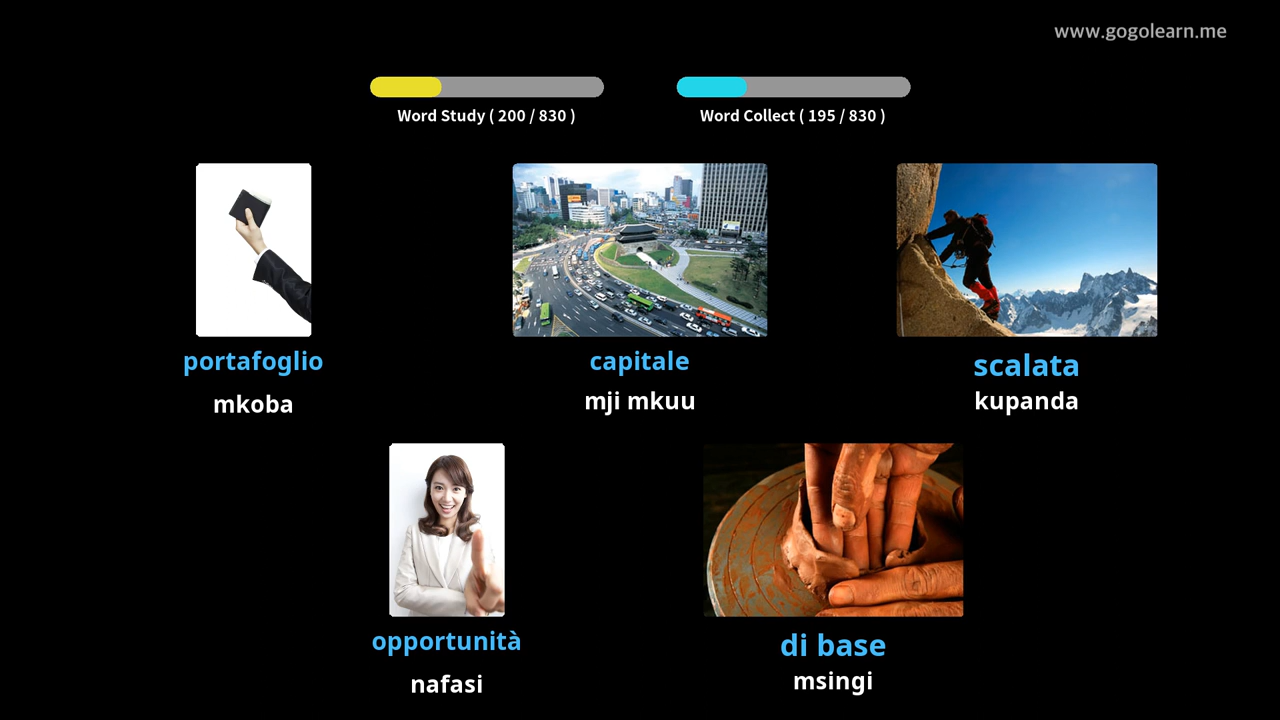 www.gogolearn.me
Word Study ( 200 / 830 )
Word Collect ( 195 / 830 )
portafoglio
mkoba
capitale
mji mkuu
scalata
kupanda
opportunità
nafasi
di base
msingi